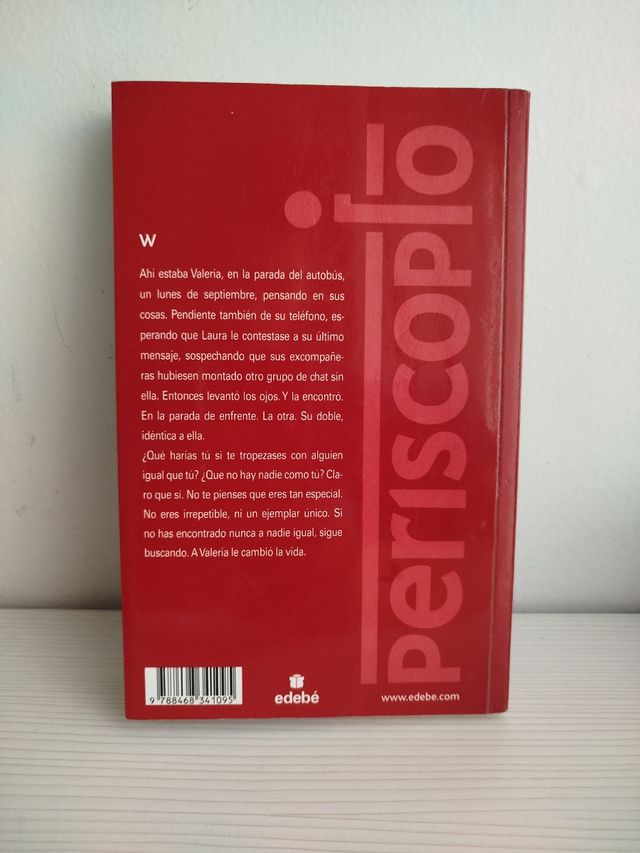 W
Ahí estaba Valeria, en la parada del autobús,
un lunes de septiembre, pensando en sus
cosas. Pendiente también de su teléfono, es-
perando que Laura le contestase a su último
mensaje, sospechando que sus excompañe-
ras hubiesen montado otro grupo de chat sin
ella. Entonces levantó los ojos. Y la encontró.
En la parada de enfrente. La otra. Su doble,
idéntica a ella.
¿Qué harías tú si te tropezases con alguien
igual que tú? ¿Que no hay nadie como tú? Cla-
ro que sí. No te pienses que eres tan especial.
No eres irrepetible, ni un ejemplar único. Si
no has encontrado nunca a nadie igual, sigue
buscando. A Valeria le cambió la vida.
periscopio
9 788468 341095
edebé
www.edebe.com